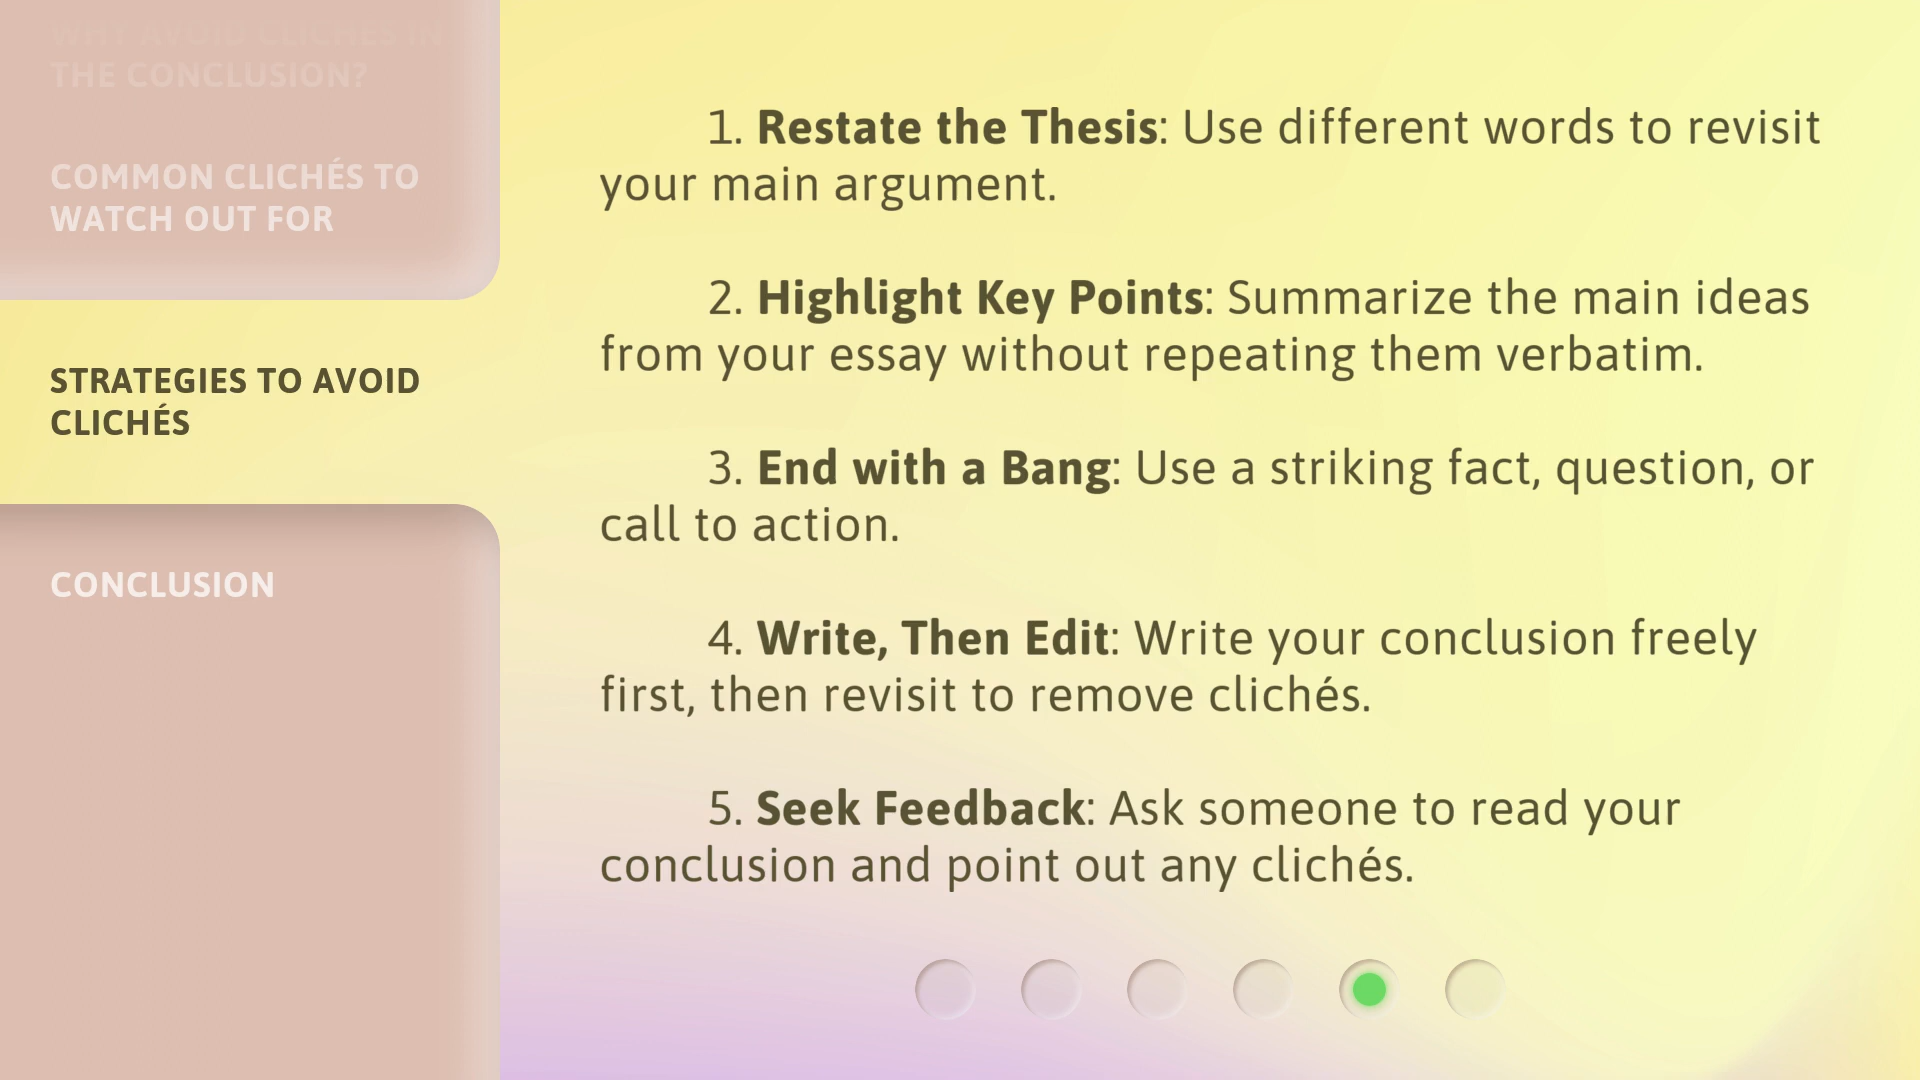 WHY AVOID CLICHÉS IN
THE CONCLUSION?
COMMON CLICHÉS TO
WATCH OUT FOR
STRATEGIES TO AVOID
CLICHÉS
CONCLUSION
1. Restate the Thesis: Use different words to revisit
your main argument.
2. Highlight Key Points: Summarize the main ideas
from your essay without repeating them verbatim.
3. End with a Bang: Use a striking fact, question, or
call to action.
4. Write, Then Edit: Write your conclusion freely
first, then revisit to remove clichés.
5. Seek Feedback: Ask someone to read your
conclusion and point out any clichés.